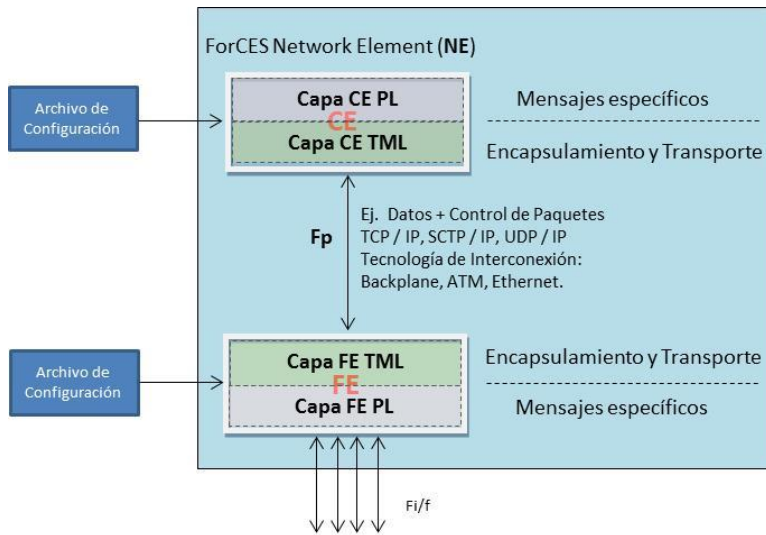 ForCES Network Element (NE)
Archivo de
Configuración
Capa CE PL
CE
Capa CE TML
Mensajes específicos
Encapsulamiento y Transporte
Fp
Ej. Datos + Control de Paquetes
TCP / IP, SCTP / IP, UDP / IP
Tecnología de Interconexión:
Backplane, ATM, Ethernet.
Archivo de
Configuración
Capa FE TML
FE
Capa FE PL
Encapsulamiento y Transporte
Mensajes específicos
Fi/f